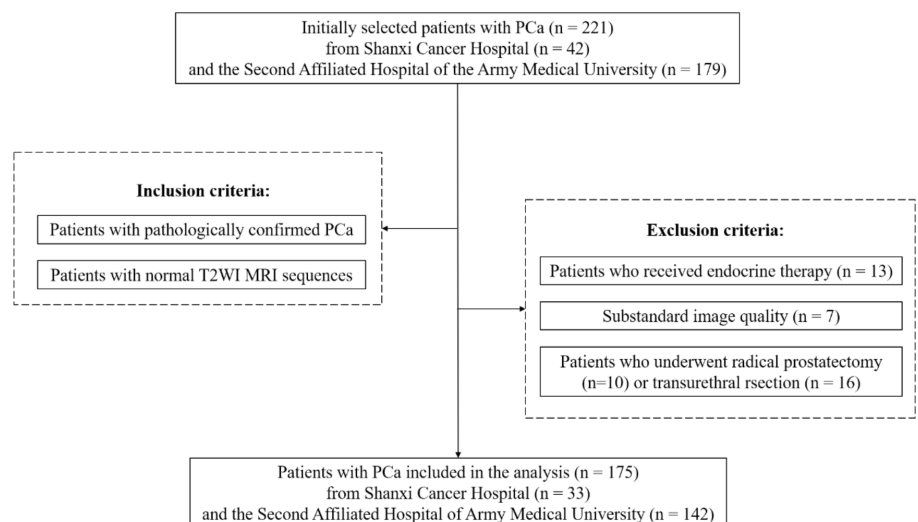 Initially selected patients with PCa (n = 221)
from Shanxi Cancer Hospital (n = 42)
and the Second Affiliated Hospital of the Army Medical University (n = 179)
Inclusion criteria:
Patients with pathologically confirmed PCa
Patients with normal T2WI MRI sequences
Exclusion criteria:
Patients who received endocrine therapy (n = 13)
Substandard image quality (n = 7)
Patients who underwent radical prostatectomy
(n=10) or transurethral rsection (n = 16)
Patients with PCa included in the analysis (n = 175)
from Shanxi Cancer Hospital (n = 33)
and the Second Affiliated Hospital of Army Medical University (n = 142)